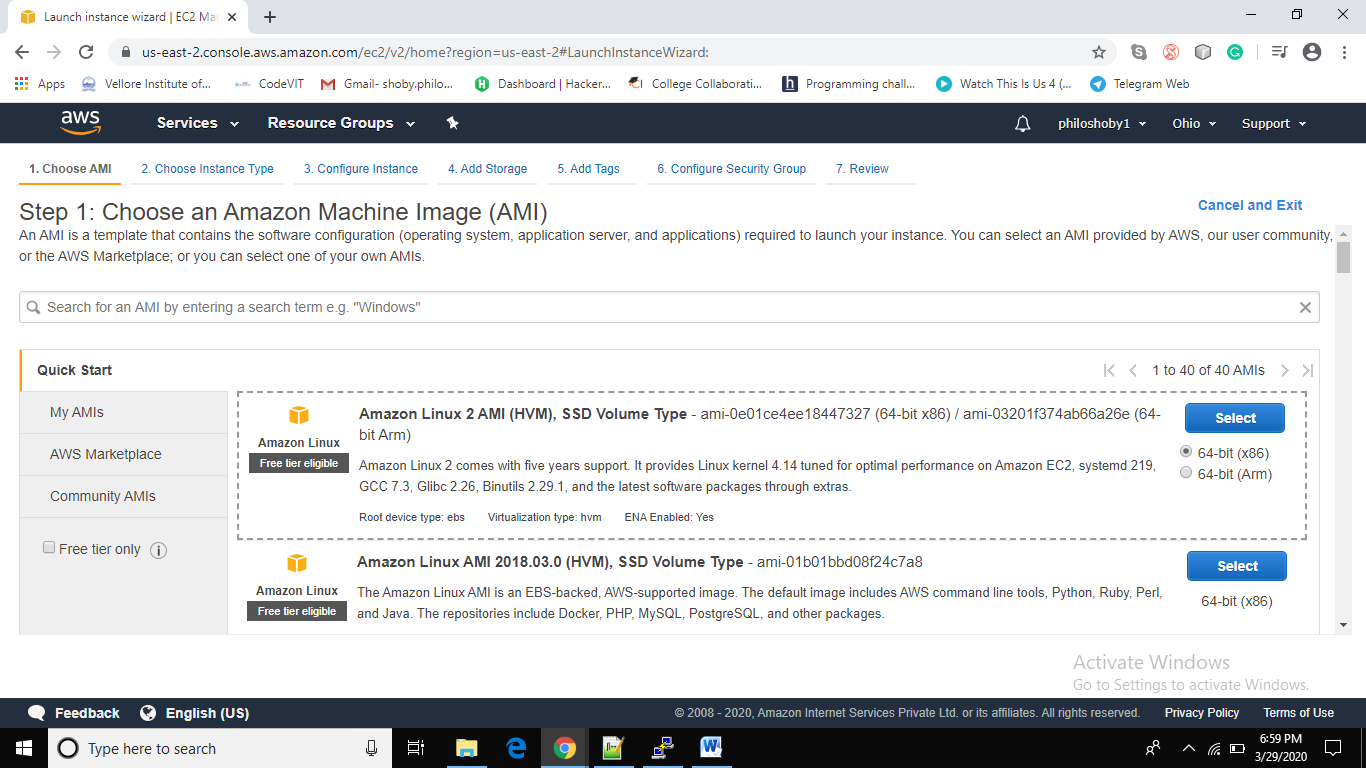 Launch instance wizard | EC2 Ma
us-east-2.console.aws.amazon.com/ec2/v2/home?region=us-east-2#LaunchInstanceWizard:
Apps Vellore Institute of... CodeVIT Gmail- shoby.philo... Dashboard | Hacker... College Collaborati... Programming chall... Watch This Is Us 4 (... Telegram Web
aws Services Resource Groups philoshoby1 Ohio Support
1. Choose AMI 2. Choose Instance Type 3. Configure Instance 4. Add Storage 5. Add Tags 6. Configure Security Group 7. Review
Step 1: Choose an Amazon Machine Image (AMI)
Cancel and Exit
An AMI is a template that contains the software configuration (operating system, application server, and applications) required to launch your instance. You can select an AMI provided by AWS, our user community,
or the AWS Marketplace; or you can select one of your own AMIs.
Search for an AMI by entering a search term e.g. "Windows"
Quick Start
1 to 40 of 40 AMIs
My AMIs
AWS Marketplace
Community AMIs
Free tier only
Amazon Linux
Free tier eligible
Amazon Linux 2 AMI (HVM), SSD Volume Type - ami-0e01ce4ee18447327 (64-bit x86) / ami-03201f374ab66a26e (64-
bit Arm)
Amazon Linux 2 comes with five years support. It provides Linux kernel 4.14 tuned for optimal performance on Amazon EC2, systemd 219,
GCC 7.3, Glibc 2.26, Binutils 2.29.1, and the latest software packages through extras.
Root device type: ebs Virtualization type: hvm ENA Enabled: Yes
Select
64-bit (x86)
64-bit (Arm)
Amazon Linux
Free tier eligible
Amazon Linux AMI 2018.03.0 (HVM), SSD Volume Type - ami-01b01bbd08f24c7a8
The Amazon Linux AMI is an EBS-backed, AWS-supported image. The default image includes AWS command line tools, Python, Ruby, Perl,
and Java. The repositories include Docker, PHP, MySQL, PostgreSQL, and other packages.
Select
64-bit (x86)
Activate Windows
Go to Settings to activate Windows.
Feedback English (US)
© 2008 - 2020, Amazon Internet Services Private Ltd. or its affiliates. All rights reserved. Privacy Policy Terms of Use
Type here to search
6:59 PM
3/29/2020